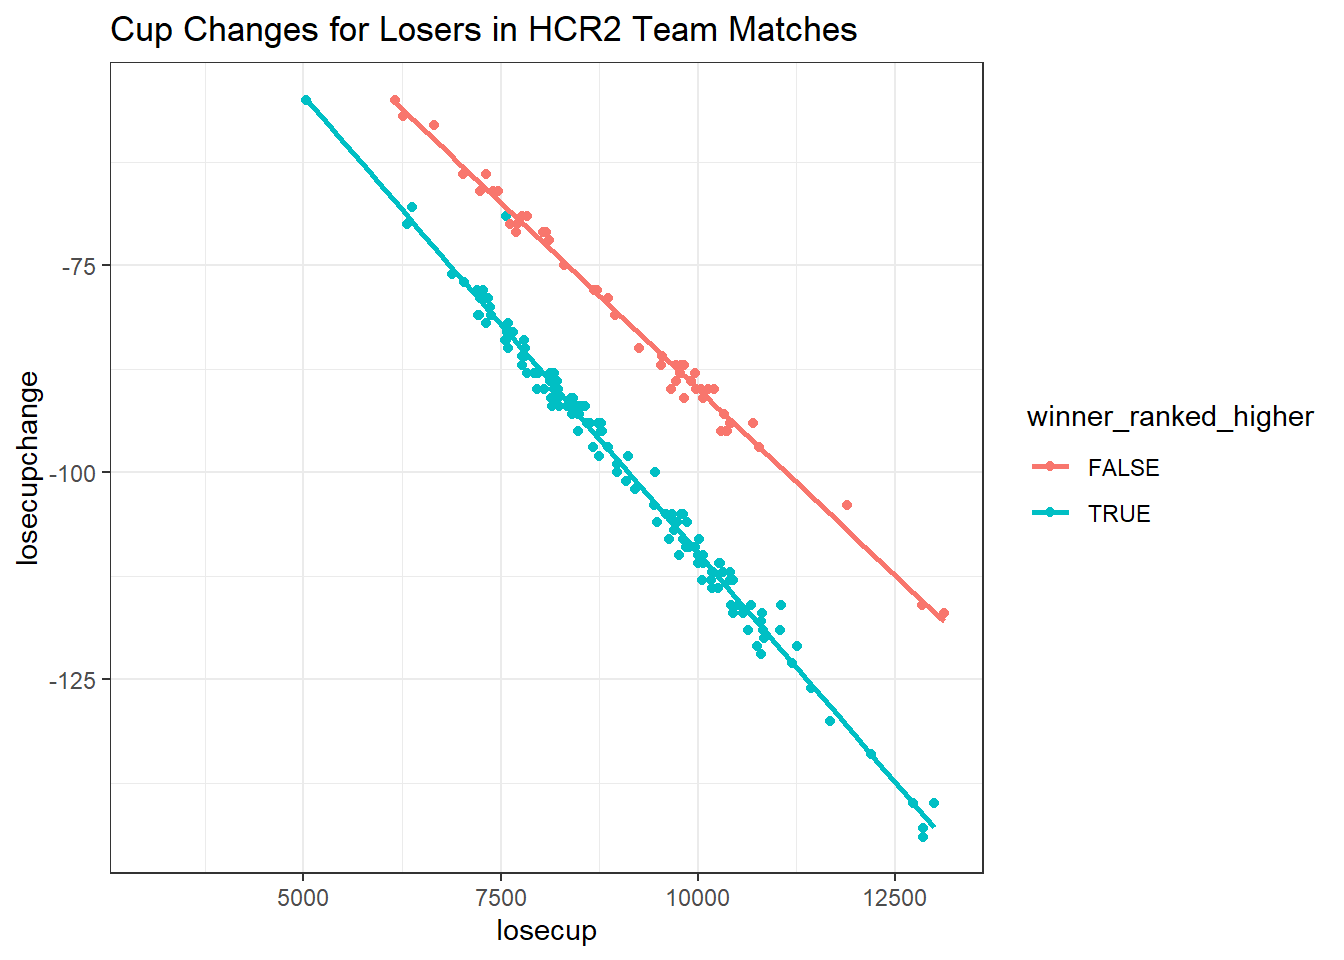 Cup Changes for Losers in HCR2 Team Matches
losecupchange
-75
-100
-125
5000
7500
10000
12500
losecup
winner_ranked_higher
FALSE
TRUE